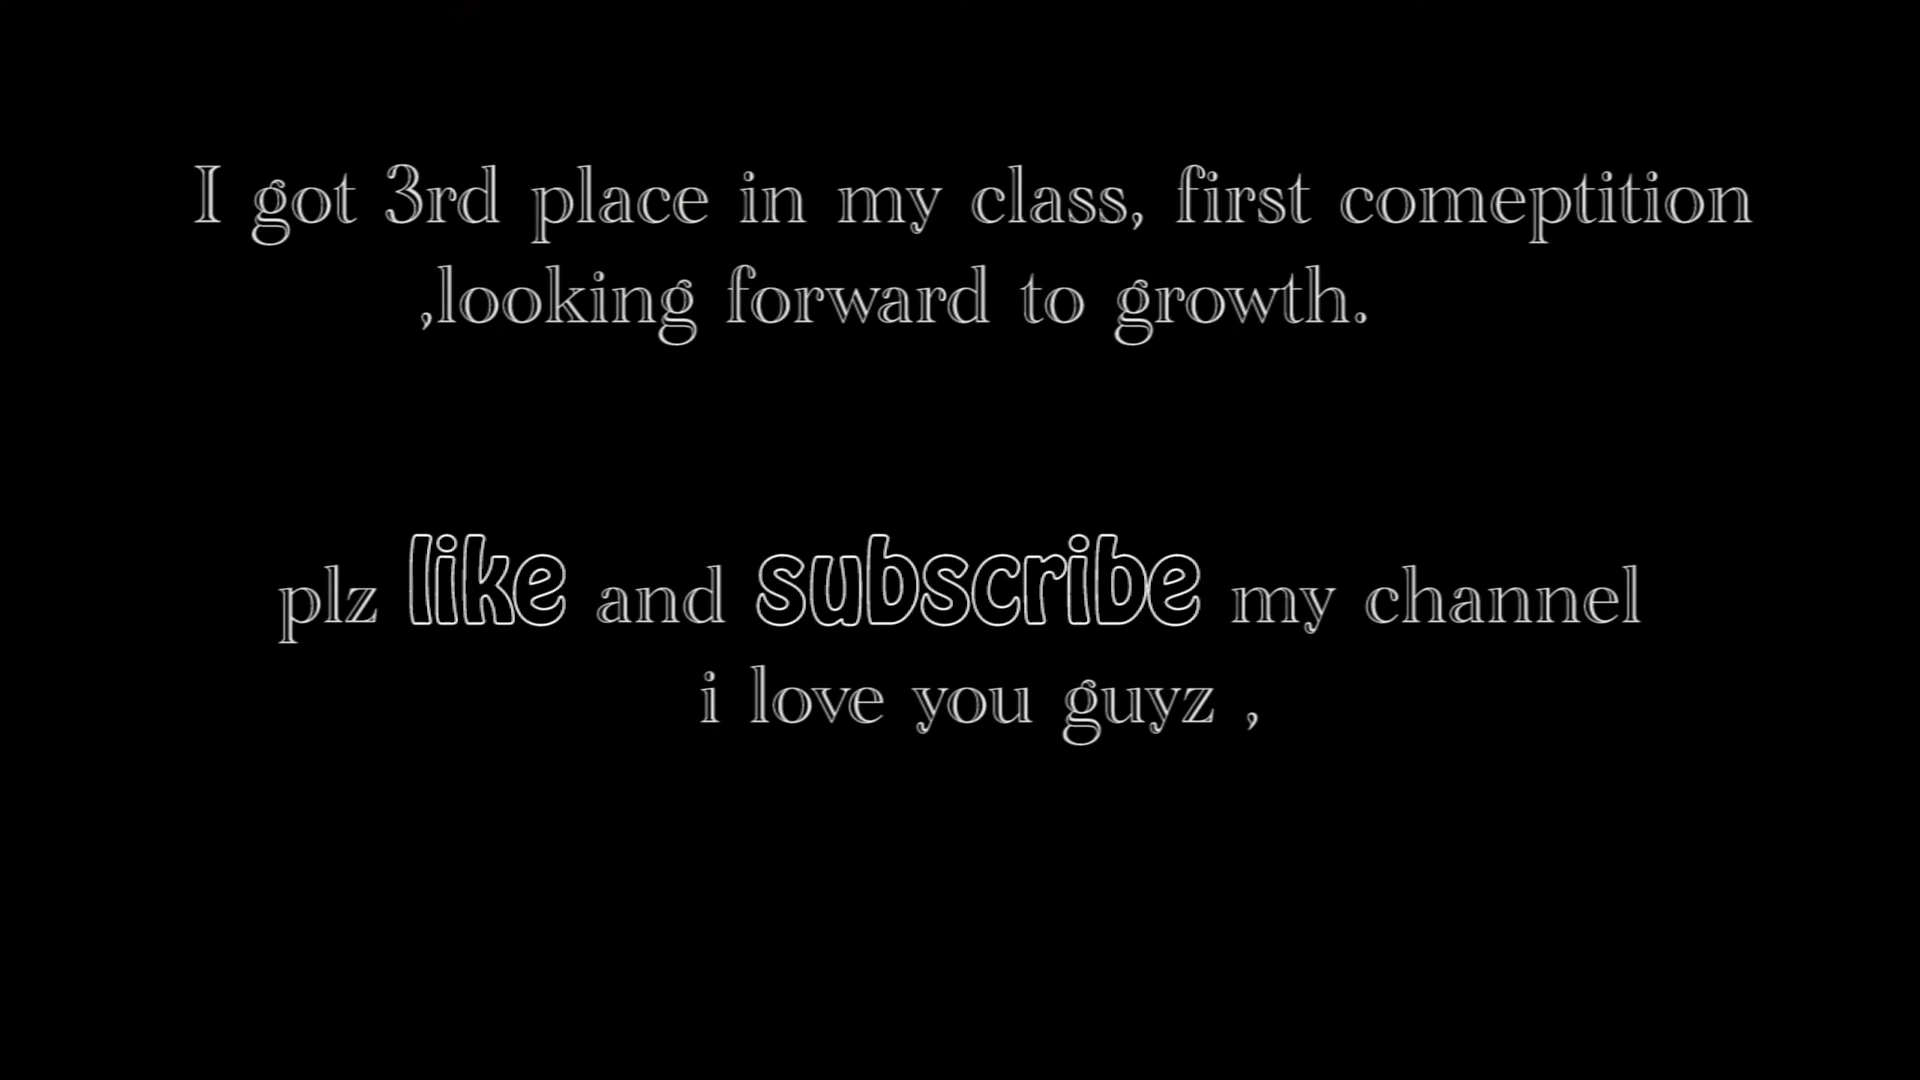 I got 3rd place in my class, first comeptition
,looking forward to growth.
plz like and subscribe my channel
i love you guyz ,